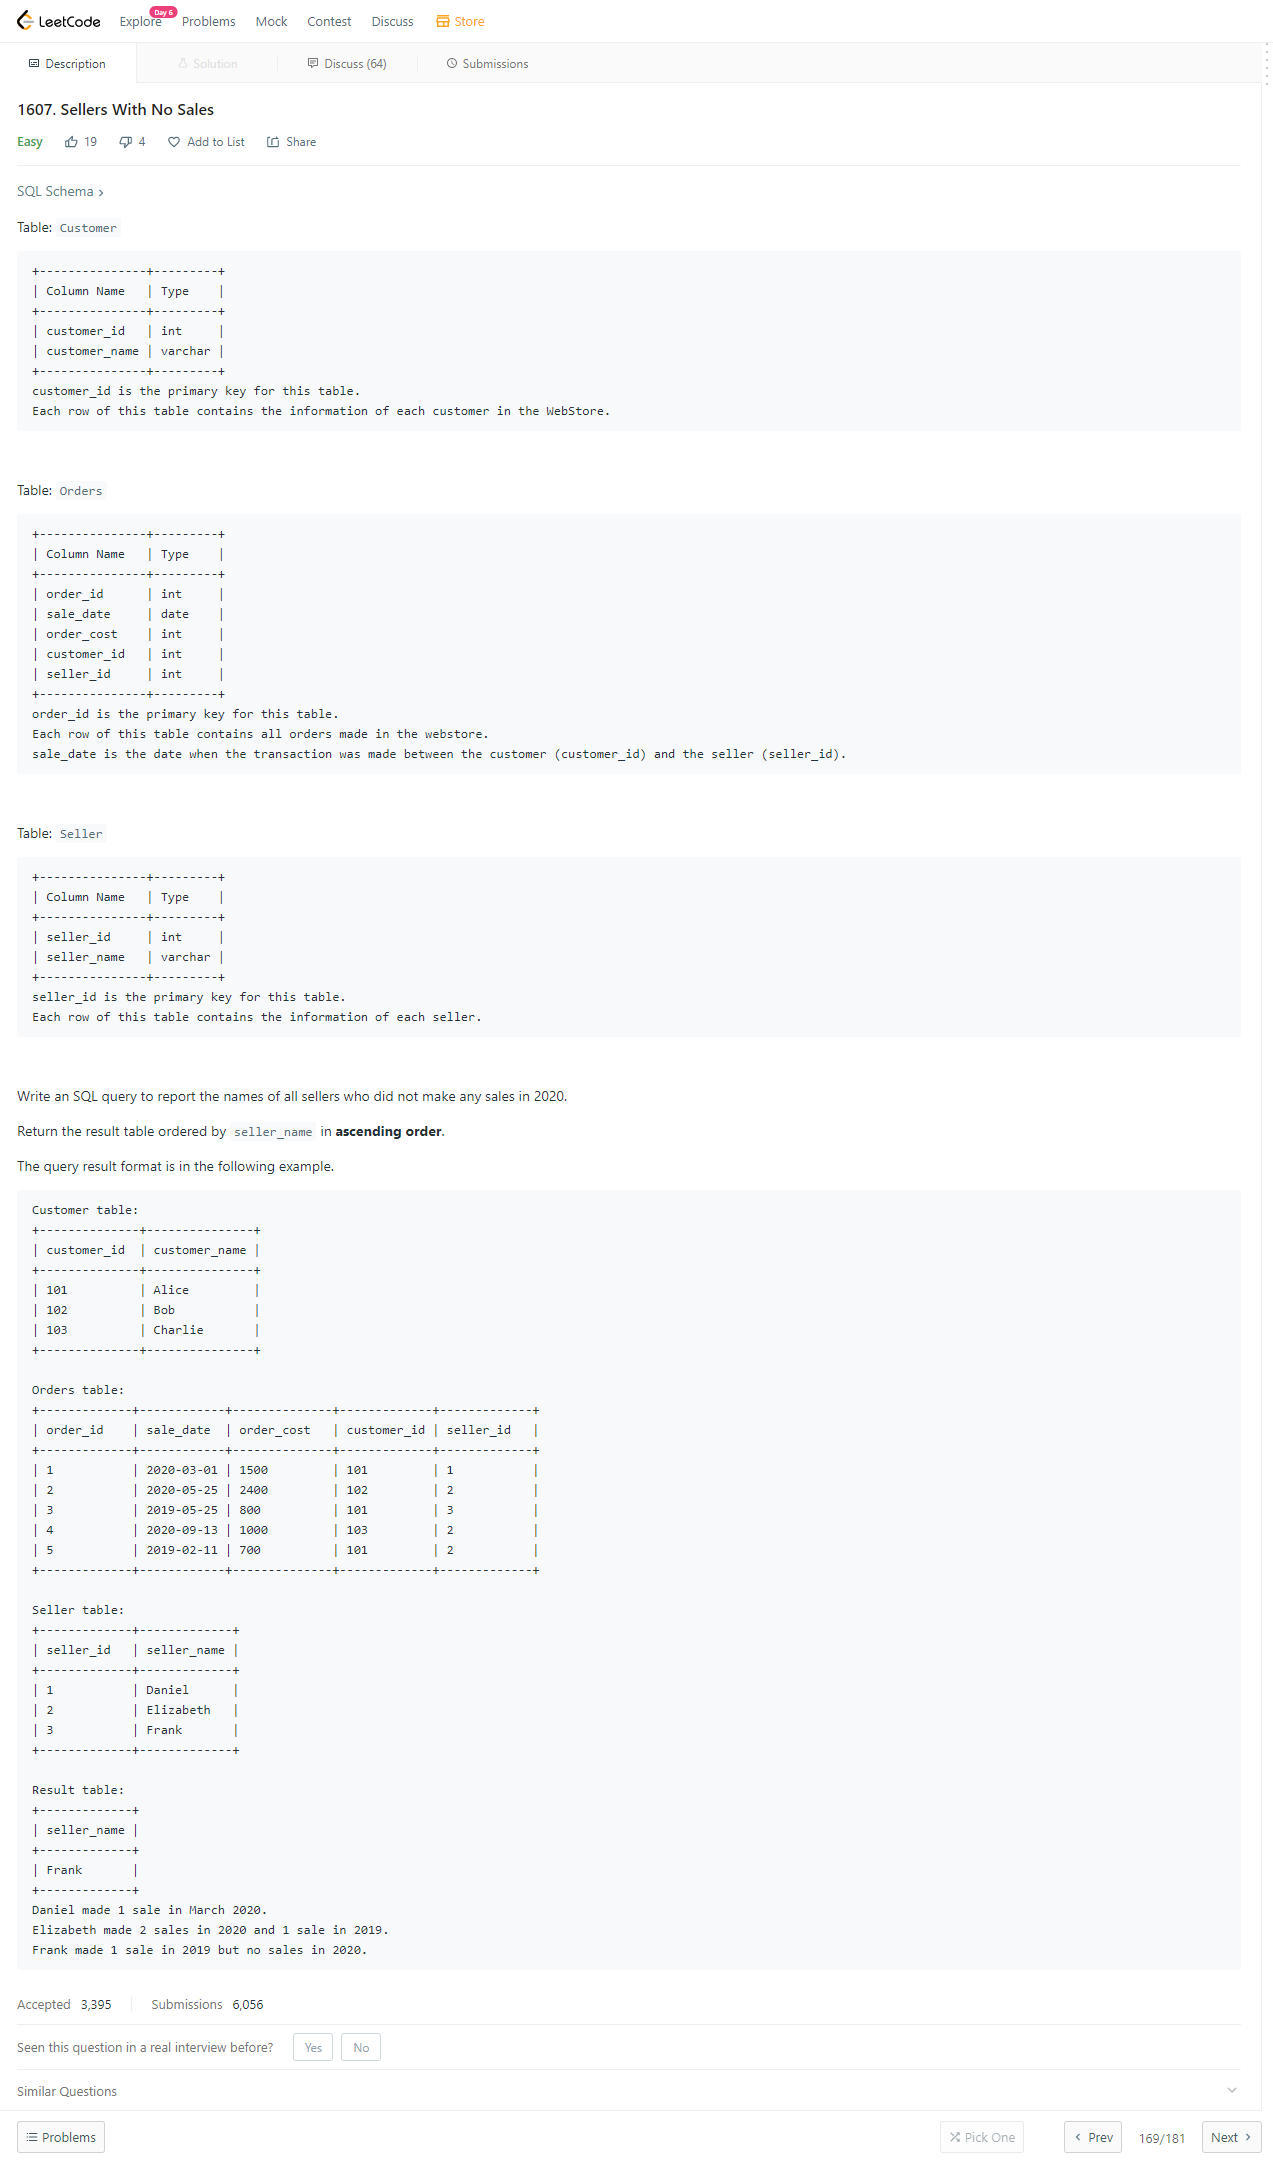 LeetCode Explore Day 6 Problems Mock Contest Discuss Store
Description Solution Discuss (64) Submissions
1607. Sellers With No Sales
Easy 19 4 Add to List Share
SQL Schema >
Table: Customer
+---------------+---------+
| Column Name   | Type    |
+---------------+---------+
| customer_id   | int     |
| customer_name | varchar |
+---------------+---------+
customer_id is the primary key for this table.
Each row of this table contains the information of each customer in the WebStore.
Table: Orders
+---------------+---------+
| Column Name   | Type    |
+---------------+---------+
| order_id      | int     |
| sale_date     | date    |
| order_cost    | int     |
| customer_id   | int     |
| seller_id     | int     |
+---------------+---------+
order_id is the primary key for this table.
Each row of this table contains all orders made in the webstore.
sale_date is the date when the transaction was made between the customer (customer_id) and the seller (seller_id).
Table: Seller
+---------------+---------+
| Column Name   | Type    |
+---------------+---------+
| seller_id     | int     |
| seller_name   | varchar |
+---------------+---------+
seller_id is the primary key for this table.
Each row of this table contains the information of each seller.
Write an SQL query to report the names of all sellers who did not make any sales in 2020.
Return the result table ordered by seller_name in ascending order.
The query result format is in the following example.
Customer table:
+--------------+---------------+
| customer_id  | customer_name |
+--------------+---------------+
| 101          | Alice         |
| 102          | Bob           |
| 103          | Charlie       |
+--------------+---------------+
Orders table:
+-------------+------------+--------------+-------------+-------------+
| order_id    | sale_date  | order_cost   | customer_id | seller_id   |
+-------------+------------+--------------+-------------+-------------+
| 1           | 2020-03-01 | 1500         | 101         | 1           |
| 2           | 2020-05-25 | 2400         | 102         | 2           |
| 3           | 2019-05-25 | 800          | 101         | 3           |
| 4           | 2020-09-13 | 1000         | 103         | 2           |
| 5           | 2019-02-11 | 700          | 101         | 2           |
+-------------+------------+--------------+-------------+-------------+
Seller table:
+-------------+-------------+
| seller_id   | seller_name |
+-------------+-------------+
| 1           | Daniel      |
| 2           | Elizabeth   |
| 3           | Frank       |
+-------------+-------------+
Result table:
+-------------+
| seller_name |
+-------------+
| Frank       |
+-------------+
Daniel made 1 sale in March 2020.
Elizabeth made 2 sales in 2020 and 1 sale in 2019.
Frank made 1 sale in 2019 but no sales in 2020.
Accepted 3,395 Submissions 6,056
Seen this question in a real interview before? Yes No
Similar Questions
Problems Pick One < Prev 169/181 Next >